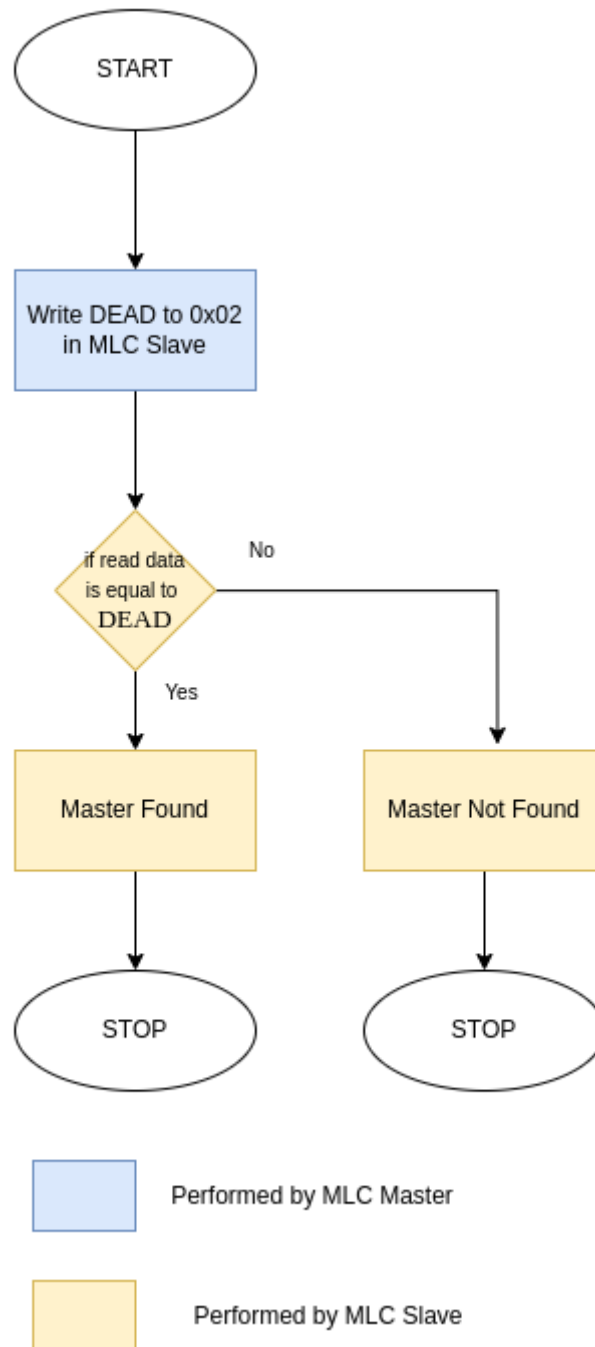 START
Write DEAD to 0x02
in MLC Slave
if read data
is equal to
DEAD
No
Yes
Master Found
Master Not Found
STOP
STOP
Performed by MLC Master
Performed by MLC Slave